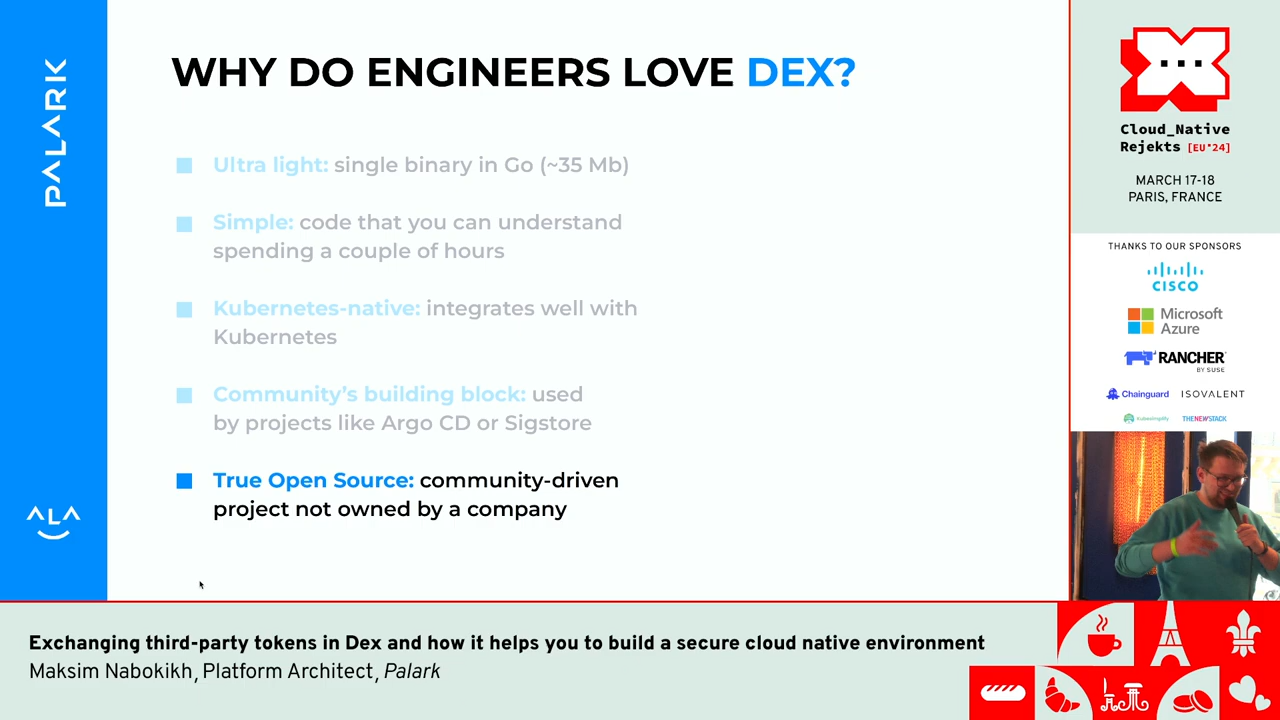 PALARK
WHY DO ENGINEERS LOVE DEX?
Ultra light: single binary in Go (~35 Mb)
Simple: code that you can understand
spending a couple of hours
Kubernetes-native: integrates well with
Kubernetes
Community’s building block: used
by projects like Argo CD or Sigstore
True Open Source: community-driven
project not owned by a company
Cloud_Native
Rejekts [EU*24]
MARCH 17-18
PARIS, FRANCE
THANKS TO OUR SPONSORS
CISCO
Microsoft
Azure
RANCHER
BY SUSE
Chainguard ISOVALENT
kubesimplify THENEWSTACK
Exchanging third-party tokens in Dex and how it helps you to build a secure cloud native environment
Maksim Nabokikh, Platform Architect, Palark